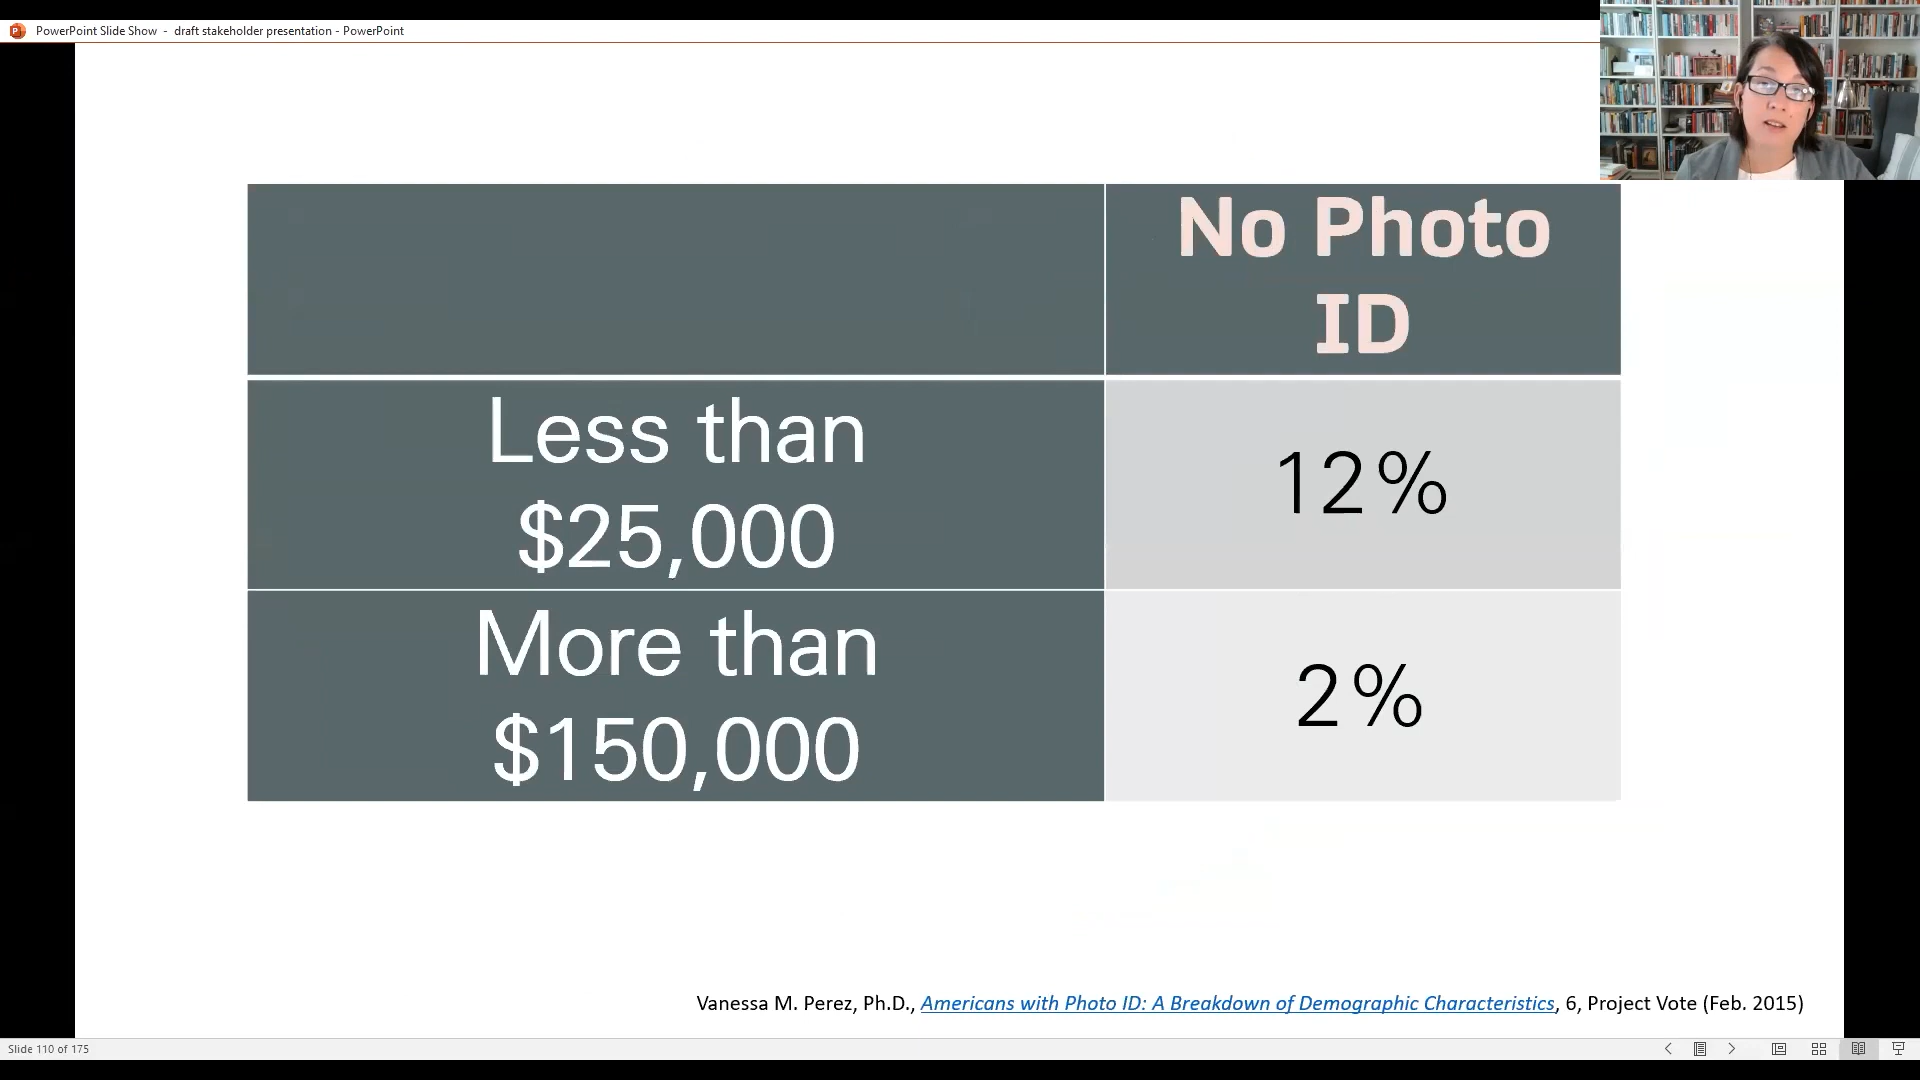 PowerPoint Slide Show - draft stakeholder presentation - PowerPoint
No Photo
ID
Less than
$25,000
12%
More than
$150,000
2%
Vanessa M. Perez, Ph.D., Americans with Photo ID: A Breakdown of Demographic Characteristics, 6, Project Vote (Feb. 2015)
Slide 110 of 175